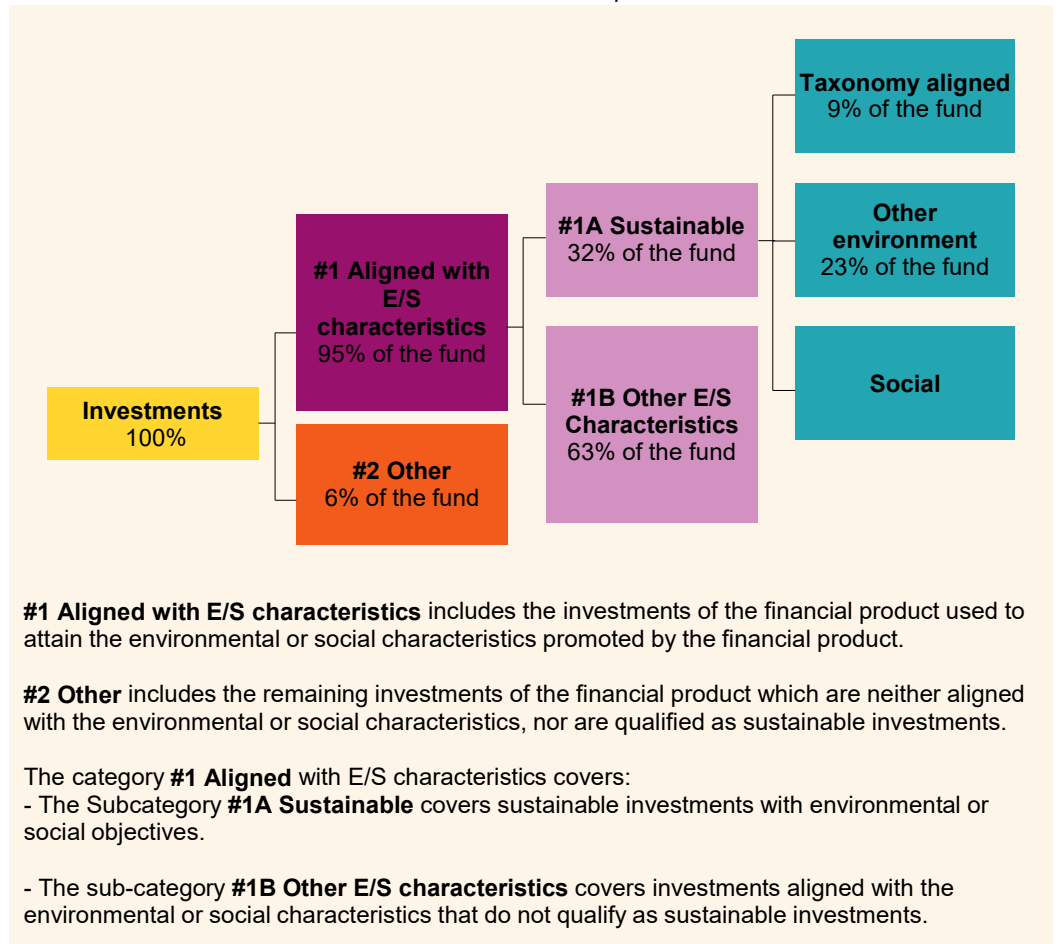 Taxonomy aligned
9% of the fund
#1A Sustainable
32% of the fund
Other
environment
23% of the fund
#1 Aligned with
E/S
characteristics
95% of the fund
Social
#1B Other E/S
Characteristics
63% of the fund
Investments
100%
#2 Other
6% of the fund
#1 Aligned with E/S characteristics includes the investments of the financial product used to
attain the environmental or social characteristics promoted by the financial product.
#2 Other includes the remaining investments of the financial product which are neither aligned
with the environmental or social characteristics, nor are qualified as sustainable investments.
The category #1 Aligned with E/S characteristics covers:
- The Subcategory #1A Sustainable covers sustainable investments with environmental or
social objectives.
- The sub-category #1B Other E/S characteristics covers investments aligned with the
environmental or social characteristics that do not qualify as sustainable investments.